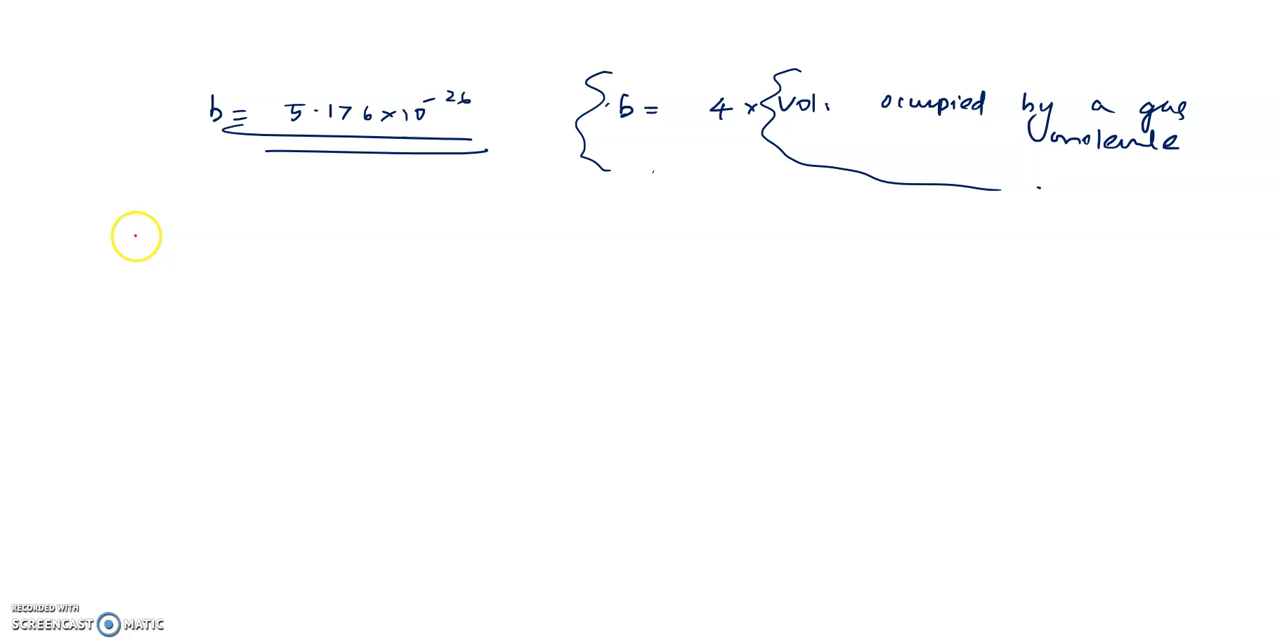 b = 5.176×10⁻²⁶
b = 4 × vol. occupied by a gas
molecule
RECORDED WITH
SCREENCAST MATIC